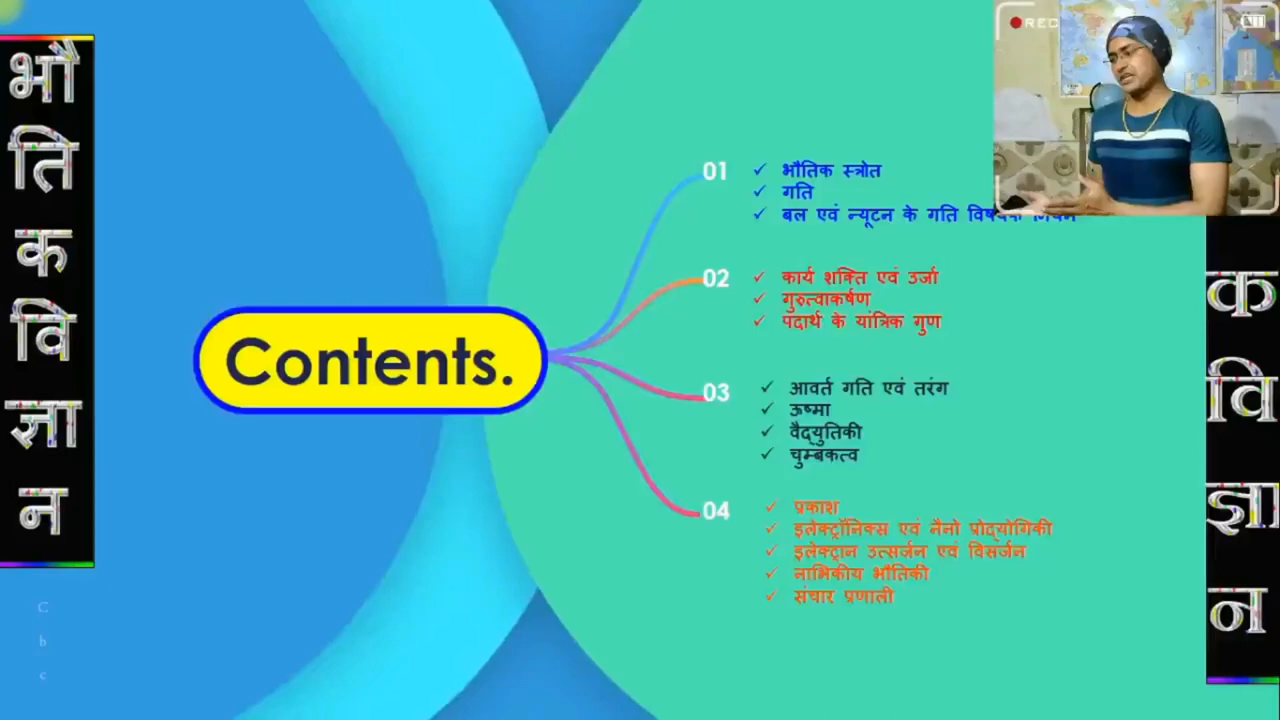 भौतिक विज्ञान
REC
01
भौतिक स्त्रोत
गति
बल एवं न्यूटन के गति
02
कार्य शक्ति एवं उर्जा
गुरुत्वाकर्षण
पदार्थ के यांत्रिक गुण
Contents.
03
आवर्त गति एवं तरंग
ऊष्मा
वैद्युतिकी
चुम्बकत्व
04
प्रकाश
इलेक्ट्रॉनिक्स एवं नैनो प्रोद्योगिकी
इलेक्ट्रान उत्सर्जन एवं विसर्जन
नाभिकीय भौतिकी
संचार प्रणाली
क विज्ञान
C
b
c